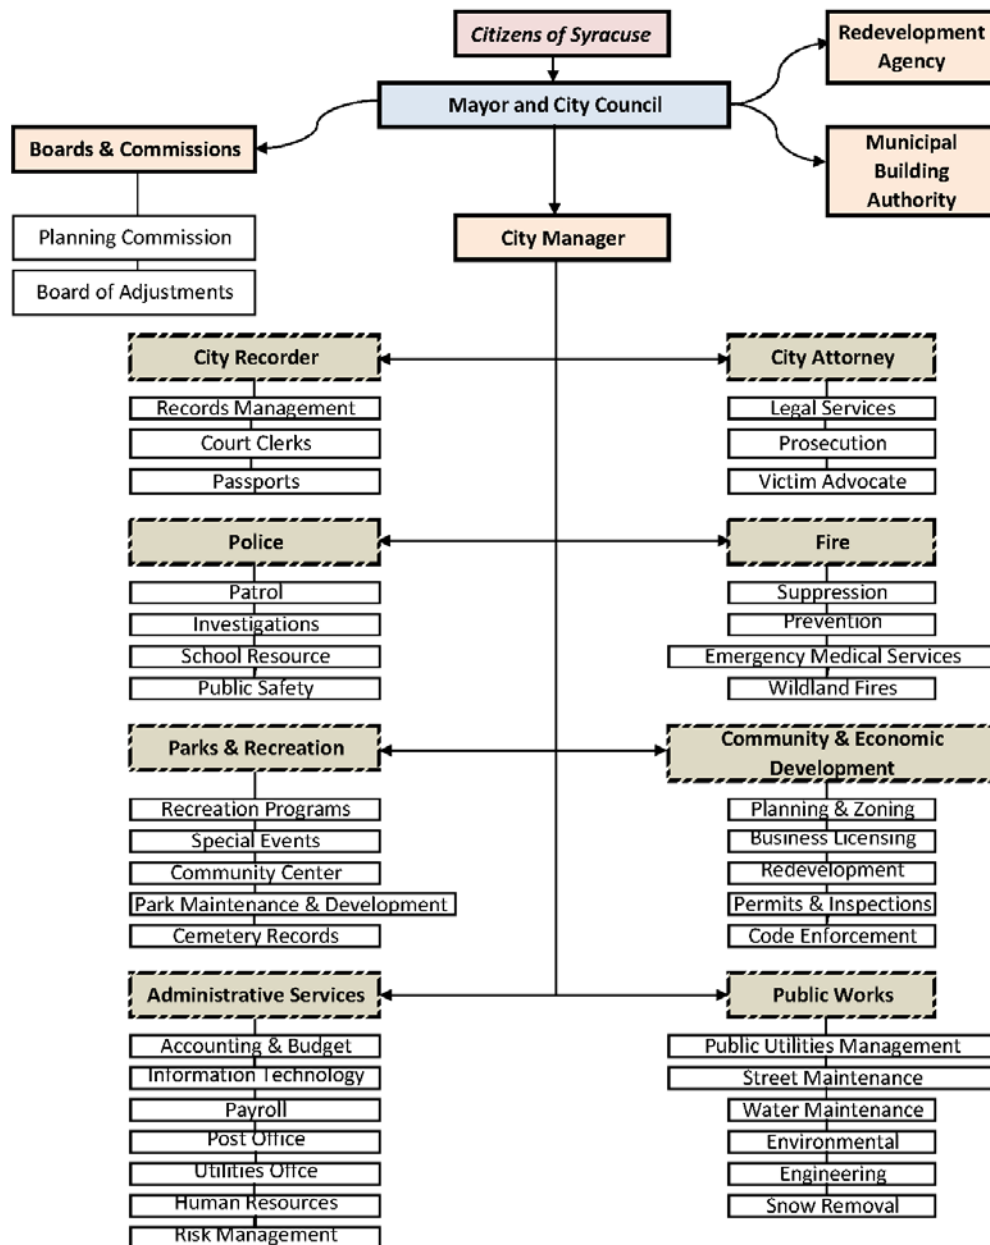 Citizens of Syracuse
Redevelopment
Agency
Mayor and City Council
Boards & Commissions
Municipal
Building
Authority
Planning Commission
City Manager
Board of Adjustments
City Recorder
Records Management
Court Clerks
Passports
City Attorney
Legal Services
Prosecution
Victim Advocate
Police
Patrol
Investigations
School Resource
Public Safety
Fire
Suppression
Prevention
Emergency Medical Services
Wildland Fires
Parks & Recreation
Recreation Programs
Special Events
Community Center
Park Maintenance & Development
Cemetery Records
Community & Economic
Development
Planning & Zoning
Business Licensing
Redevelopment
Permits & Inspections
Code Enforcement
Administrative Services
Accounting & Budget
Information Technology
Payroll
Post Office
Utilities Offce
Human Resources
Risk Management
Public Works
Public Utilities Management
Street Maintenance
Water Maintenance
Environmental
Engineering
Snow Removal